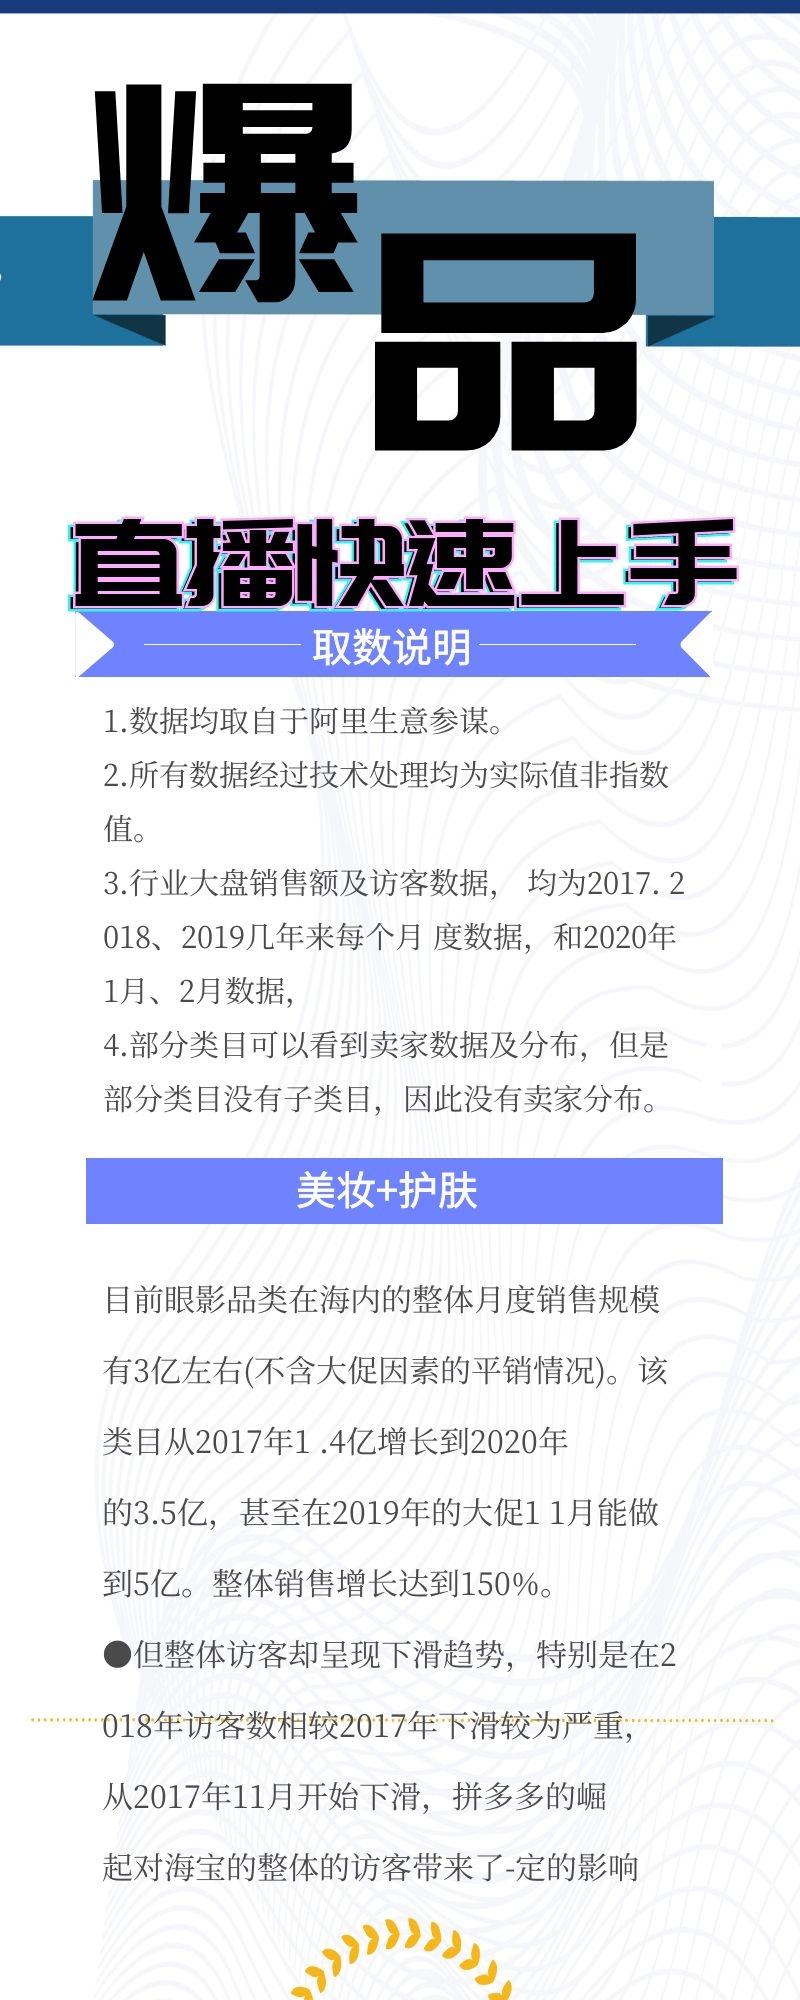 爆
品
直播快速上手
取数说明
1.数据均取自于阿里生意参谋。
2.所有数据经过技术处理均为实际值非指数
值。
3.行业大盘销售额及访客数据， 均为2017. 2
018、2019几年来每个月 度数据，和2020年
1月、2月数据，
4.部分类目可以看到卖家数据及分布，但是
部分类目没有子类目，因此没有卖家分布。
美妆+护肤
目前眼影品类在海内的整体月度销售规模
有3亿左右(不含大促因素的平销情况)。该
类目从2017年1 .4亿增长到2020年
的3.5亿，甚至在2019年的大促1 1月能做
到5亿。整体销售增长达到150%。
●但整体访客却呈现下滑趋势，特别是在2
018年访客数相较2017年下滑较为严重，
从2017年11月开始下滑，拼多多的崛
起对海宝的整体的访客带来了-定的影响